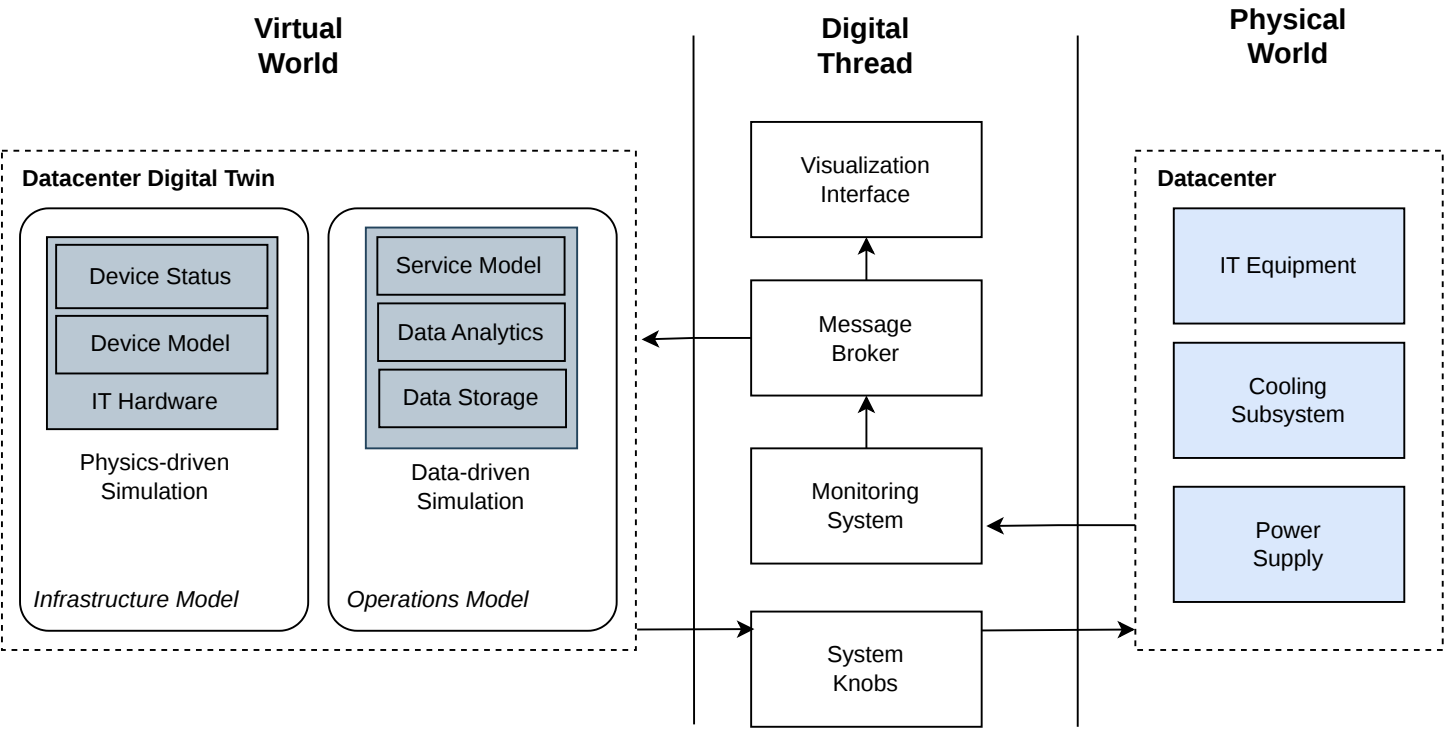 Virtual
World
Digital
Thread
Physical
World
Datacenter Digital Twin
Device Status
Device Model
IT Hardware
Physics-driven
Simulation
Infrastructure Model
Service Model
Data Analytics
Data Storage
Data-driven
Simulation
Operations Model
Visualization
Interface
Message
Broker
Monitoring
System
System
Knobs
Datacenter
IT Equipment
Cooling
Subsystem
Power
Supply